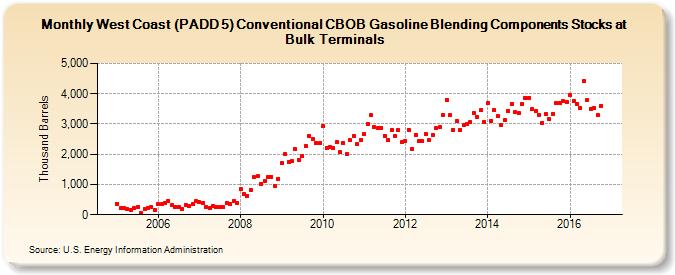 Monthly West Coast (PADD 5) Conventional CBOB Gasoline Blending Components Stocks at
Bulk Terminals
Thousand Barrels
5,000
4,000
3,000
2,000
1,000
0
2006 2008 2010 2012 2014 2016
Source: U.S. Energy Information Administration